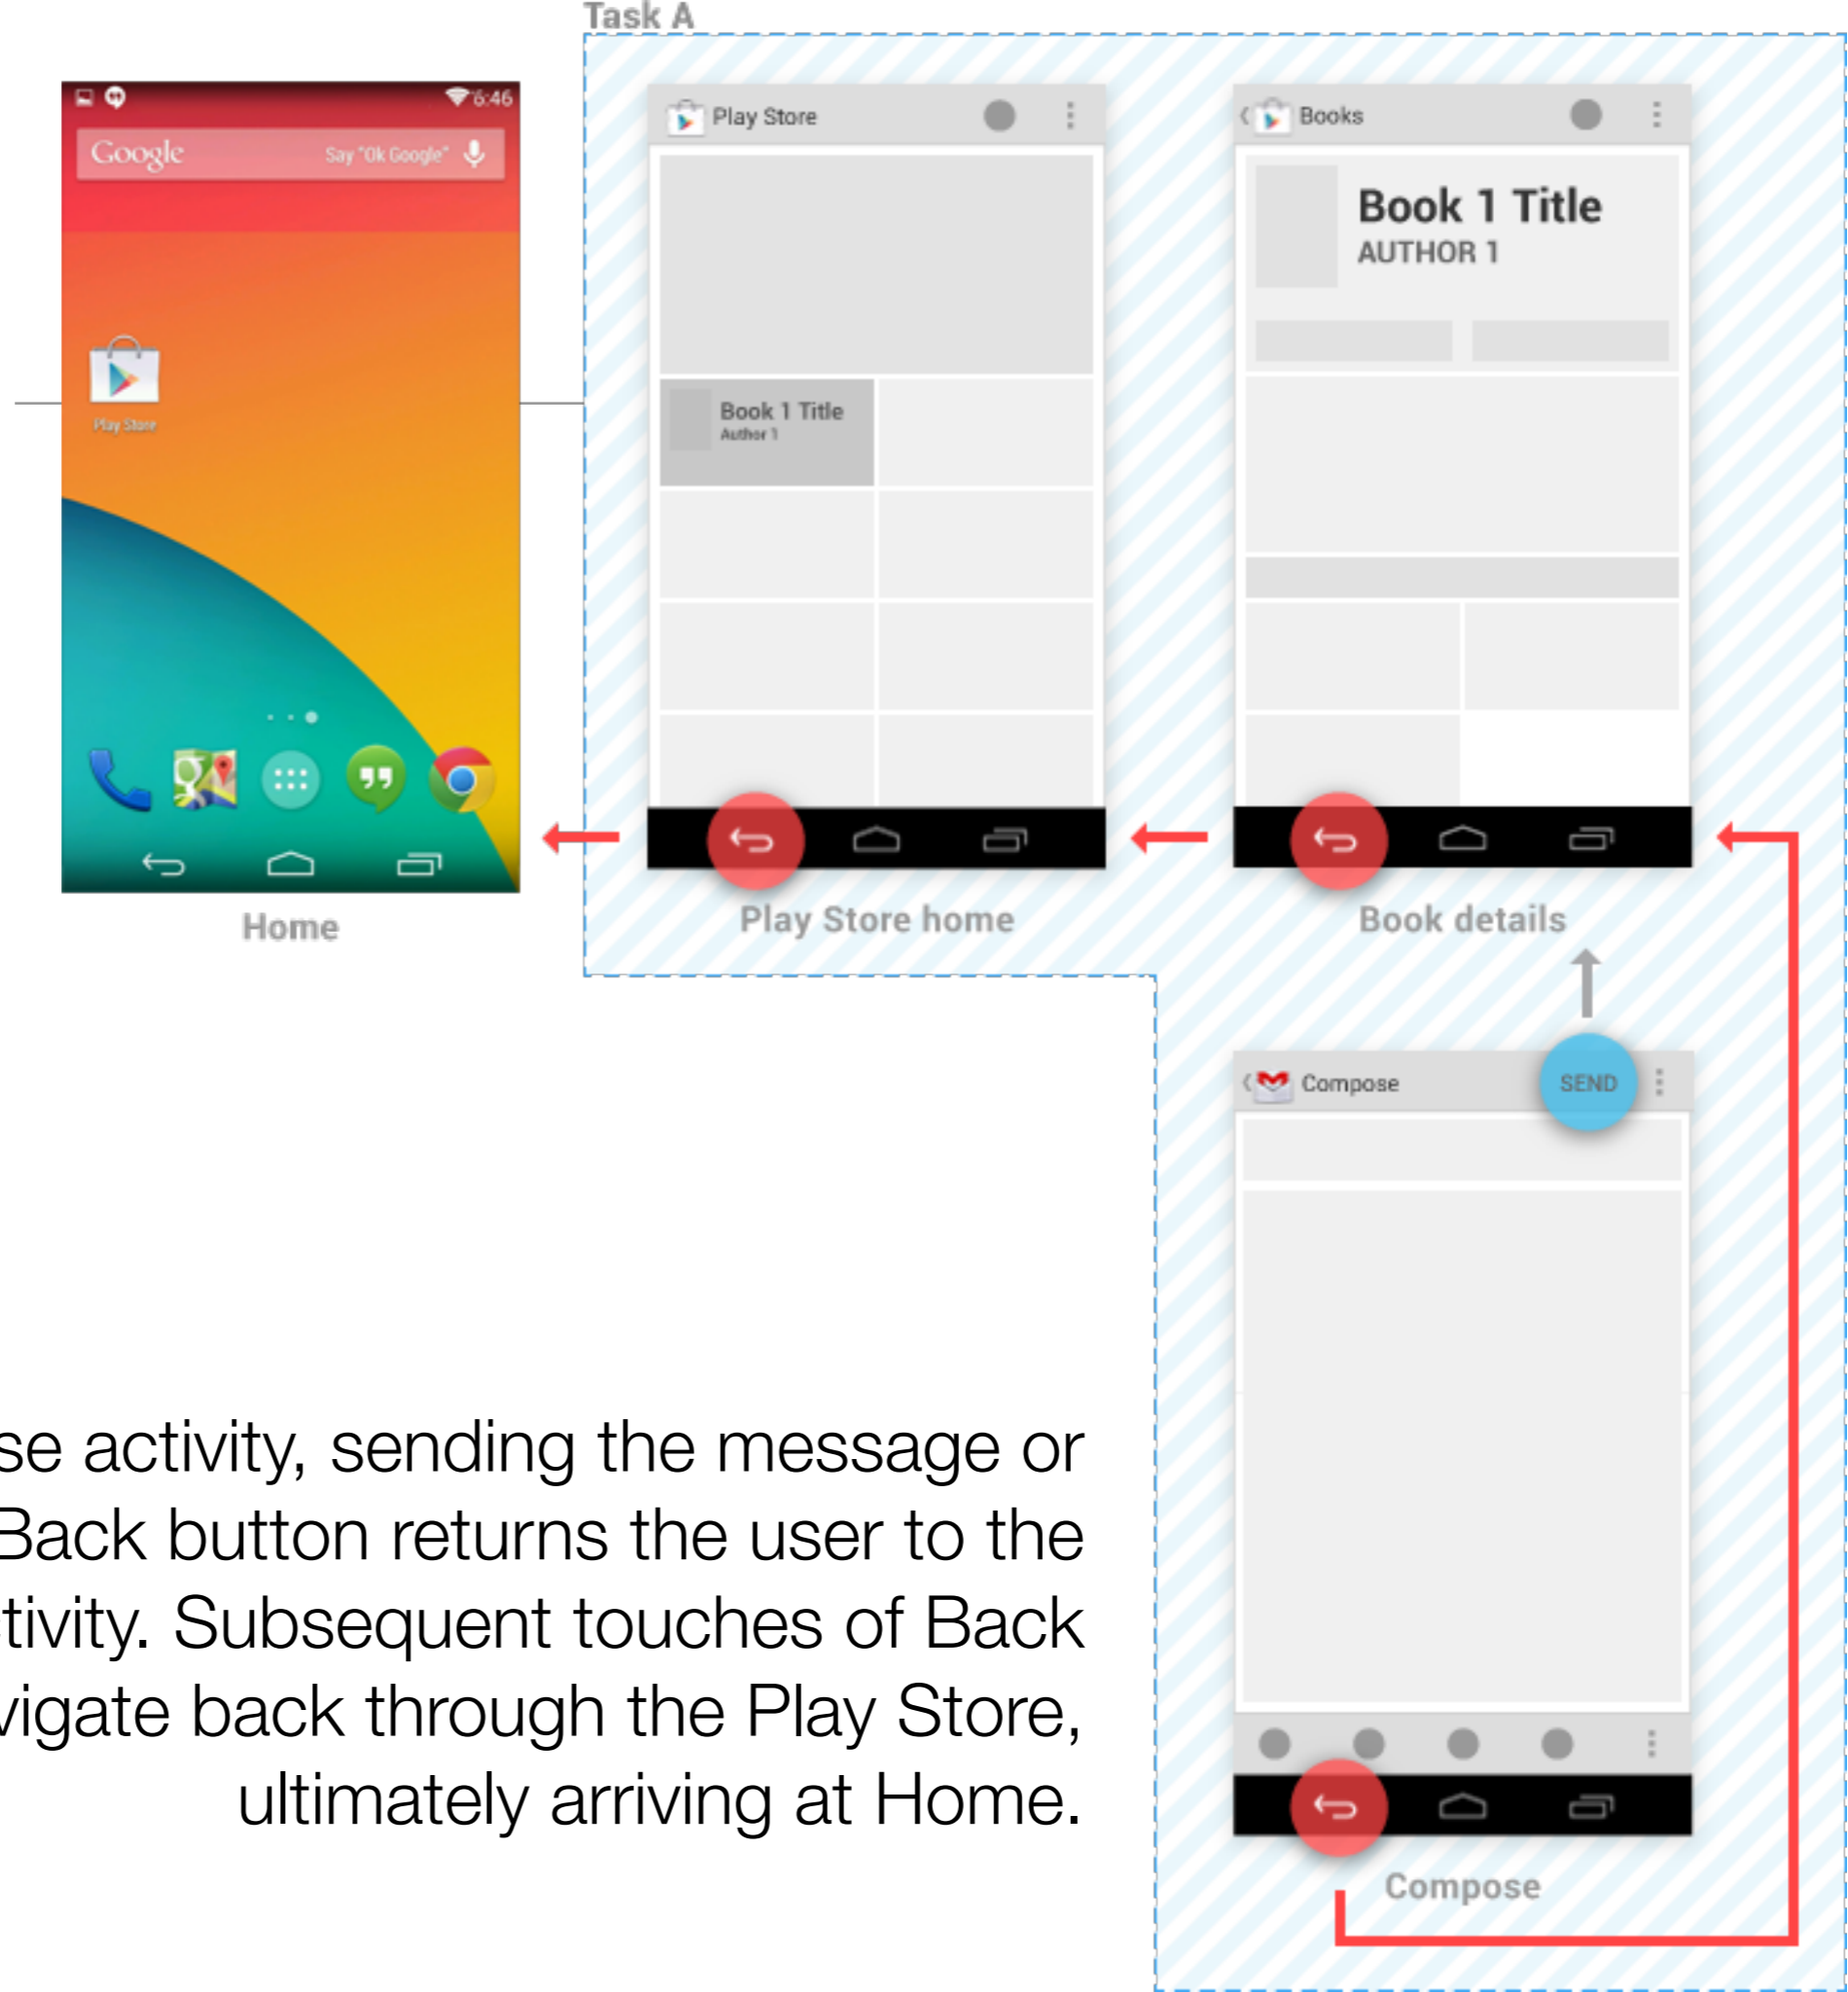 Task A
6:46
Google
Say "Ok Google"
Play Store
Home
Play Store
Book 1 Title
Author 1
Play Store home
Books
Book 1 Title
AUTHOR 1
Book details
SEND
Compose
Compose
se activity, sending the message or
Back button returns the user to the
tivity. Subsequent touches of Back
vigate back through the Play Store,
ultimately arriving at Home.